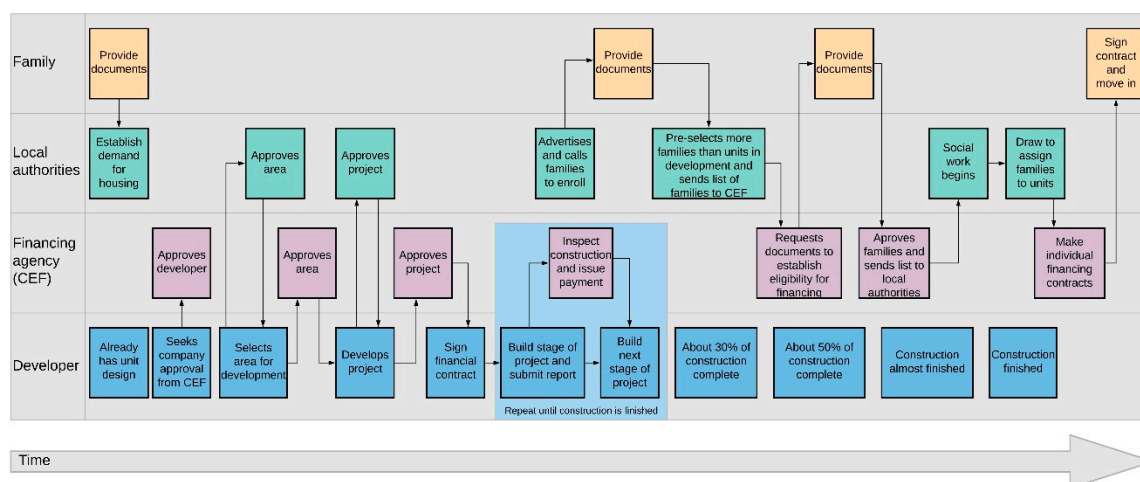 Family
Provide
documents
Provide
documents
Provide
documents
Sign
contract
and
move in
Local
authorities
Establish
demand
for
housing
Approves
area
Approves
project
Advertises
and calls
families
to enroll
Pre-selects more
families than units in
development and
sends list of
families to CEF
Social
work
begins
Draw to
assign
families
to units
Financing
agency
(CEF)
Approves
developer
Approves
area
Approves
project
Inspect
construction
and issue
payment
Requests
documents to
establish
eligibility for
financing
Aproves
families and
sends list to
local
authorities
Make
individual
financing
contracts
Developer
Already
has unit
design
Seeks
company
approval
from CEF
Selects
area for
development
Develops
project
Sign
financial
contract
Build stage of
project and
submit report
Build
next
stage of
project
About 30% of
construction
complete
About 50% of
construction
complete
Construction
almost finished
Construction
finished
Repeat until construction is finished
Time